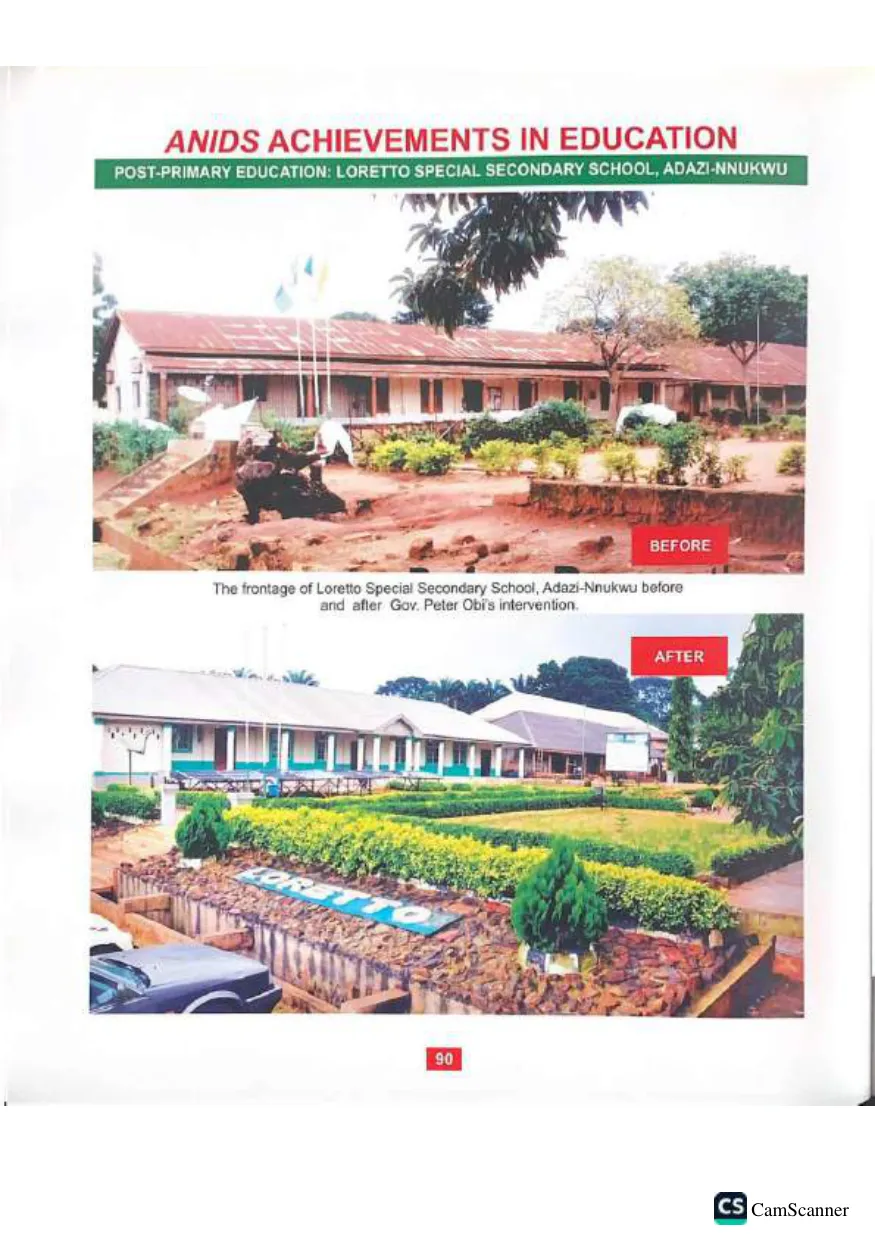 ANIDS ACHIEVEMENTS IN EDUCATION
POST-PRIMARY EDUCATION: LORETTO SPECIAL SECONDARY SCHOOL, ADAZI-NNUKWU
BEFORE
The frontage of Loretto Special Secondary School, Adazi-Nnukwu before
and after Gov. Peter Obi's intervention.
AFTER
LORETTO
90
CS CamScanner